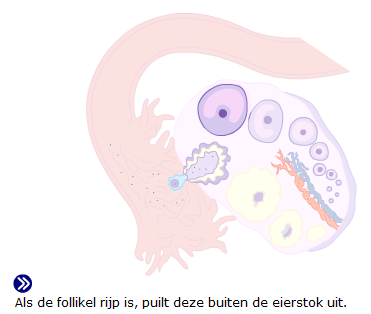 Als de follikel rijp is, puilt deze buiten de eierstok uit.